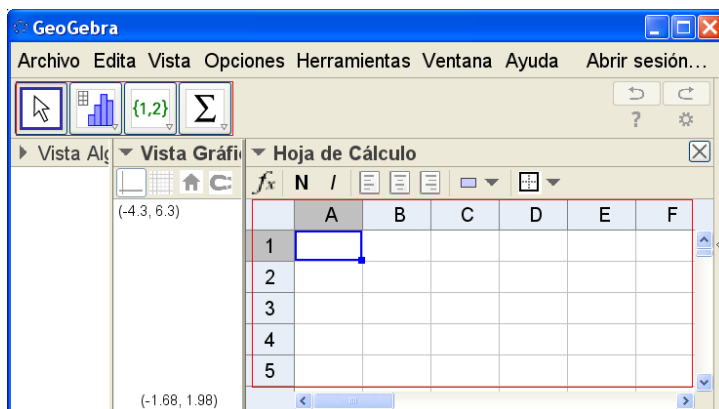 GeoGebra
Archivo Edita Vista Opciones Herramientas Ventana Ayuda Abrir sesión...
{1,2} Σ
?
Vista Alg Vista Gráfi Hoja de Cálculo
fx N I
(-4.3, 6.3)
A B C D E F
1
2
3
4
5
(-1.68, 1.98)